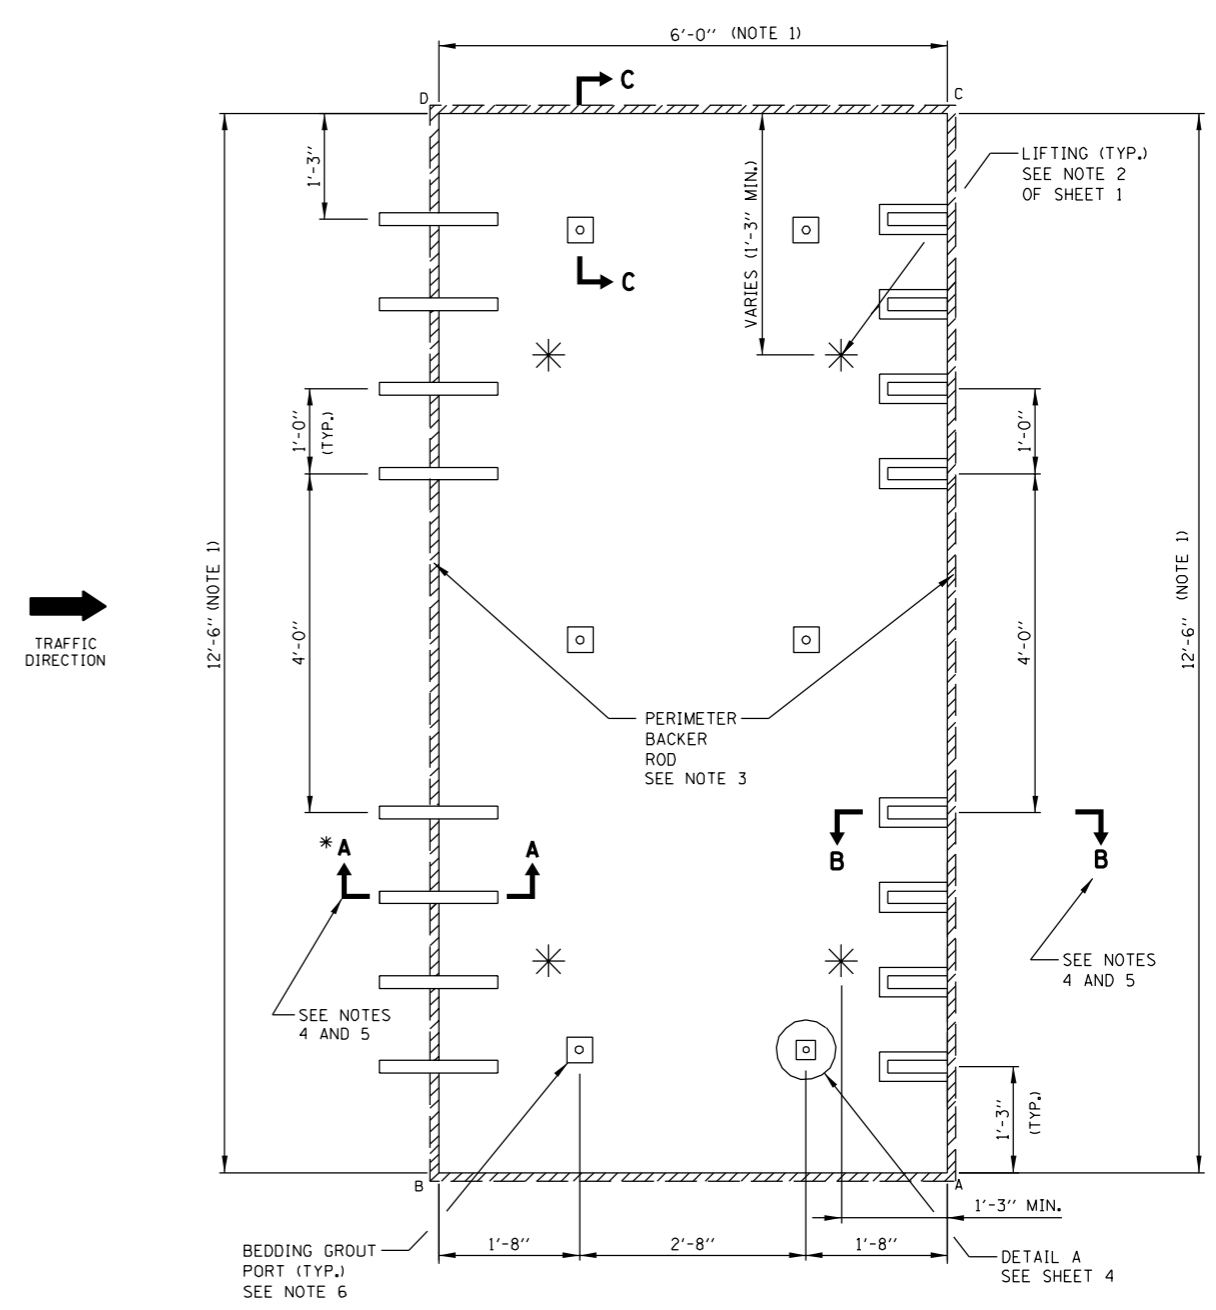 6'-0" (NOTE 1)
D
C
C
1'-3"
VARIES (1'-3" MIN.)
LIFTING (TYP.)
SEE NOTE 2
OF SHEET 1
C
1'-0"
(TYP.)
1'-0"
12'-6" (NOTE 1)
4'-0"
4'-0"
12'-6" (NOTE 1)
TRAFFIC
DIRECTION
PERIMETER
BACKER
ROD
SEE NOTE 3
*A
A
B
B
SEE NOTES
4 AND 5
SEE NOTES
4 AND 5
1'-3"
(TYP.)
B
A
1'-3" MIN.
1'-8"
2'-8"
1'-8"
BEDDING GROUT
PORT (TYP.)
SEE NOTE 6
DETAIL A
SEE SHEET 4